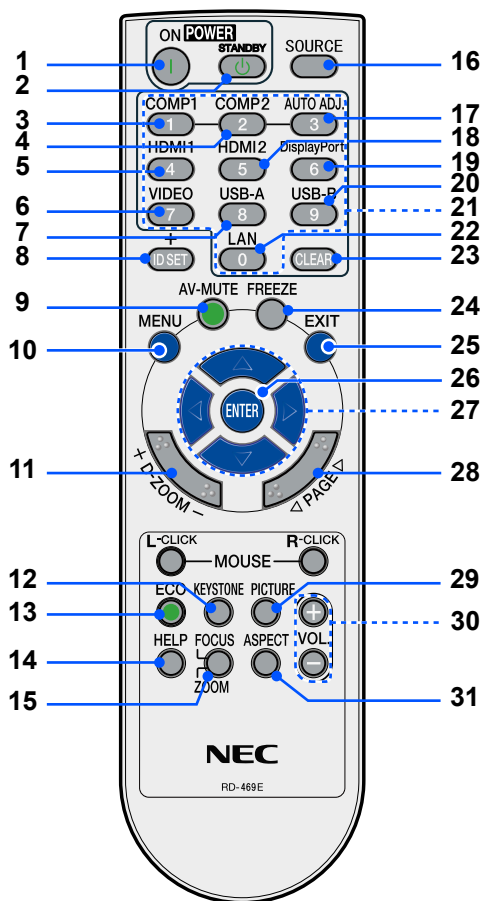 ON POWER
STANDBY
SOURCE
1
2
16
COMP1 COMP2 AUTO ADJ.
1 2 3
3
4
17
HDMI1 HDMI2 DisplayPort
4 5 6
5
18
19
VIDEO USB-A USB-B
7 8 9
6
7
20
21
+ LAN
ID SET 0 CLEAR
8
22
23
AV-MUTE FREEZE
9
24
MENU EXIT
10
25
ENTER
26
27
+ D-ZOOM −
11
◁ PAGE ▷
28
L-CLICK MOUSE R-CLICK
ECO KEYSTONE PICTURE
12
13
29
+
VOL.
−
30
HELP FOCUS ASPECT
ZOOM
14
15
31
NEC
RD-469E